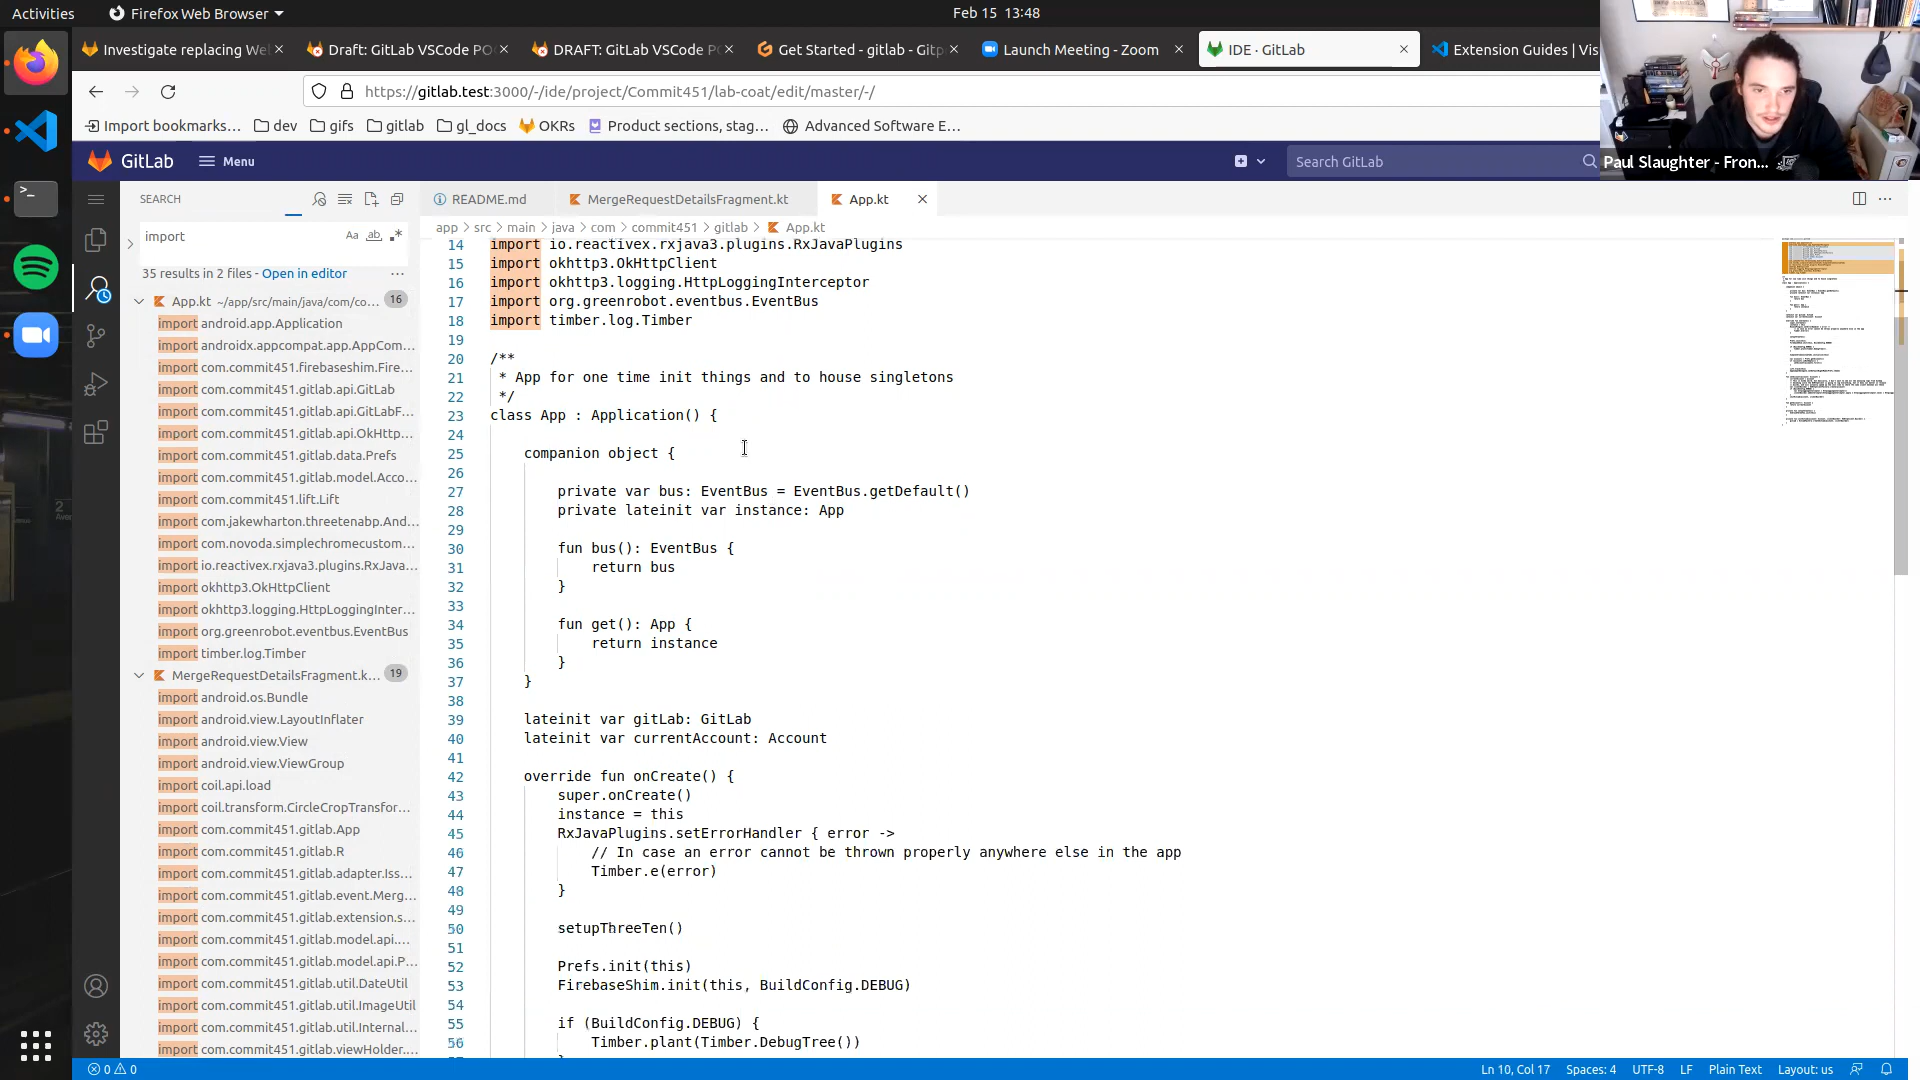 Activities
Firefox Web Browser
Feb 15 13:48
Investigate replacing We
Draft: GitLab VSCode PO
DRAFT: GitLab VSCode P
Get Started - gitlab - Gitp
Launch Meeting - Zoom
IDE · GitLab
Extension Guides | Vis
https://gitlab.test:3000/-/ide/project/Commit451/lab-coat/edit/master/-/
Import bookmarks...
dev
gifs
gitlab
gl_docs
OKRs
Product sections, stag...
Advanced Software E...
GitLab
Menu
Search GitLab
Paul Slaughter - Fron...
SEARCH
import
Aa
ab
35 results in 2 files - Open in editor
App.kt ~/app/src/main/java/com/co... 16
import android.app.Application
import androidx.appcompat.app.AppCom...
import com.commit451.firebaseshim.Fire...
import com.commit451.gitlab.api.GitLab
import com.commit451.gitlab.api.GitLabF...
import com.commit451.gitlab.api.OkHttp...
import com.commit451.gitlab.data.Prefs
import com.commit451.gitlab.model.Acco...
import com.commit451.lift.Lift
import com.jakewharton.threetenabp.And...
import com.novoda.simplechromecustom...
import io.reactivex.rxjava3.plugins.RxJava...
import okhttp3.OkHttpClient
import okhttp3.logging.HttpLoggingInter...
import org.greenrobot.eventbus.EventBus
import timber.log.Timber
MergeRequestDetailsFragment.k... 19
import android.os.Bundle
import android.view.LayoutInflater
import android.view.View
import android.view.ViewGroup
import coil.api.load
import coil.transform.CircleCropTransfor...
import com.commit451.gitlab.App
import com.commit451.gitlab.R
import com.commit451.gitlab.adapter.Iss...
import com.commit451.gitlab.event.Merg...
import com.commit451.gitlab.extension.s...
import com.commit451.gitlab.model.api....
import com.commit451.gitlab.model.api.P...
import com.commit451.gitlab.util.DateUtil
import com.commit451.gitlab.util.ImageUtil
import com.commit451.gitlab.util.Internal...
import com.commit451.gitlab.viewHolder....
README.md
MergeRequestDetailsFragment.kt
App.kt
app > src > main > java > com > commit451 > gitlab > App.kt
14 import io.reactivex.rxjava3.plugins.RxJavaPlugins
15 import okhttp3.OkHttpClient
16 import okhttp3.logging.HttpLoggingInterceptor
17 import org.greenrobot.eventbus.EventBus
18 import timber.log.Timber
19
20 /**
21 * App for one time init things and to house singletons
22 */
23 class App : Application() {
24
25 companion object {
26
27 private var bus: EventBus = EventBus.getDefault()
28 private lateinit var instance: App
29
30 fun bus(): EventBus {
31 return bus
32 }
33
34 fun get(): App {
35 return instance
36 }
37 }
38
39 lateinit var gitLab: GitLab
40 lateinit var currentAccount: Account
41
42 override fun onCreate() {
43 super.onCreate()
44 instance = this
45 RxJavaPlugins.setErrorHandler { error ->
46 // In case an error cannot be thrown properly anywhere else in the app
47 Timber.e(error)
48 }
49
50 setupThreeTen()
51
52 Prefs.init(this)
53 FirebaseShim.init(this, BuildConfig.DEBUG)
54
55 if (BuildConfig.DEBUG) {
56 Timber.plant(Timber.DebugTree())
0 0
Ln 10, Col 17
Spaces: 4
UTF-8
LF
Plain Text
Layout: us